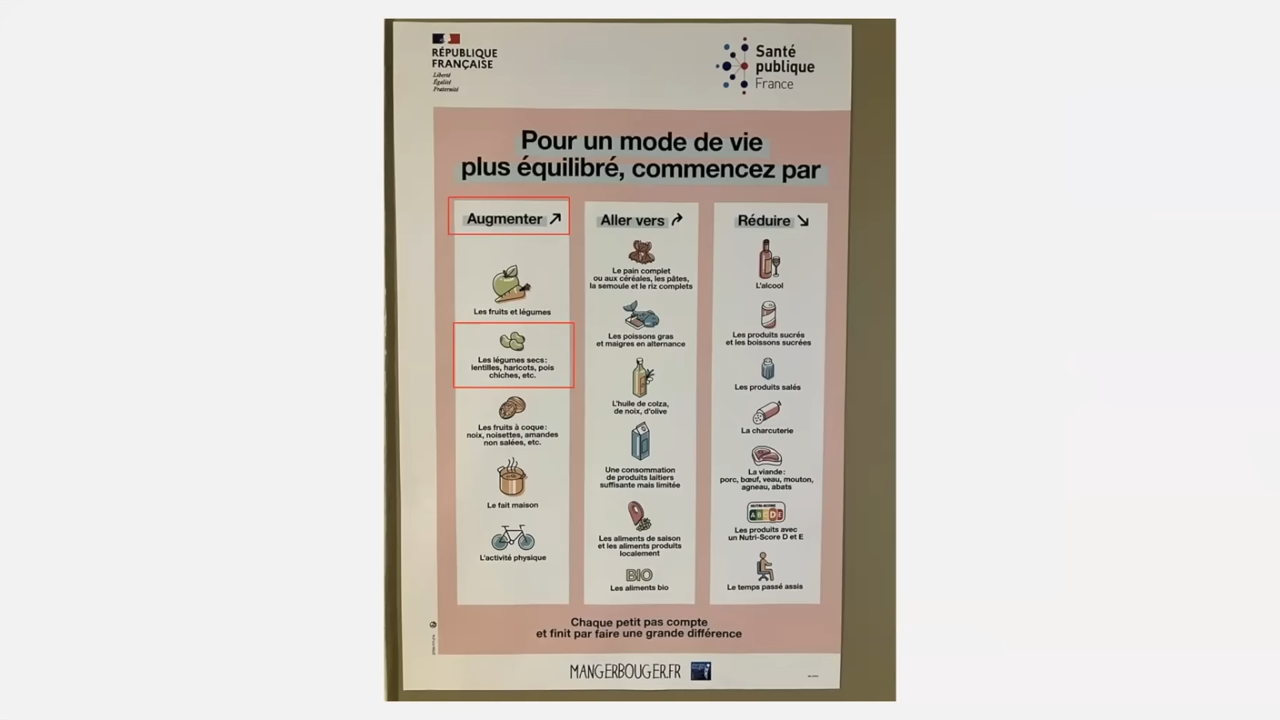 RÉPUBLIQUE
FRANÇAISE
Liberté
Égalité
Fraternité
Santé
publique
France
Pour un mode de vie
plus équilibré, commencez par
Augmenter
Les fruits et légumes
Les légumes secs :
lentilles, haricots, pois
chiches, etc.
Les fruits à coque :
noix, noisettes, amandes
non salées, etc.
Le fait maison
L'activité physique
Aller vers
Le pain complet
ou aux céréales, les pâtes,
la semoule et le riz complets
Les poissons gras
et maigres en alternance
L'huile de colza,
de noix, d'olive
Une consommation
de produits laitiers
suffisante mais limitée
Les aliments de saison
et les aliments produits
localement
BIO
Les aliments bio
Réduire
L'alcool
Les produits sucrés
et les boissons sucrées
Les produits salés
La charcuterie
La viande :
porc, bœuf, veau, mouton,
agneau, abats
NUTRI-SCORE
ABCDE
Les produits avec
un Nutri-Score D et E
Le temps passé assis
Chaque petit pas compte
et finit par faire une grande différence
MANGERBOUGER.FR